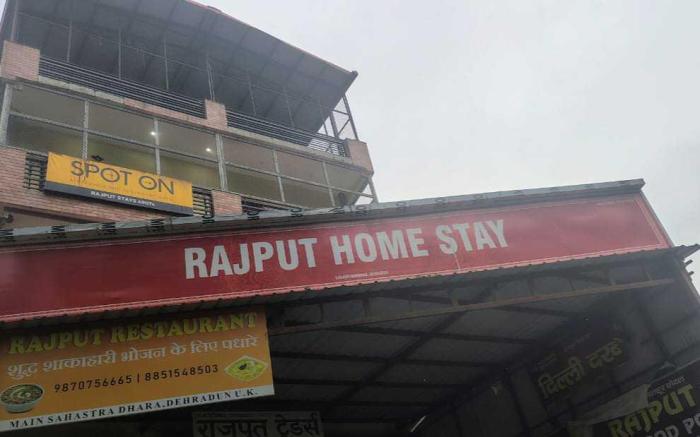 SPOT ON
RAJPUT STAYS
RAJPUT HOME STAY
RAJPUT RESTAURANT
शुद्ध शाकाहारी भोजन के लिए पधारें
9870756665 | 8851548503
MAIN SAHASTRA DHARA, DEHRADUN U.K.
राजपूत ट्रेडर्स
दिल्ली दरबार
RAJPUT